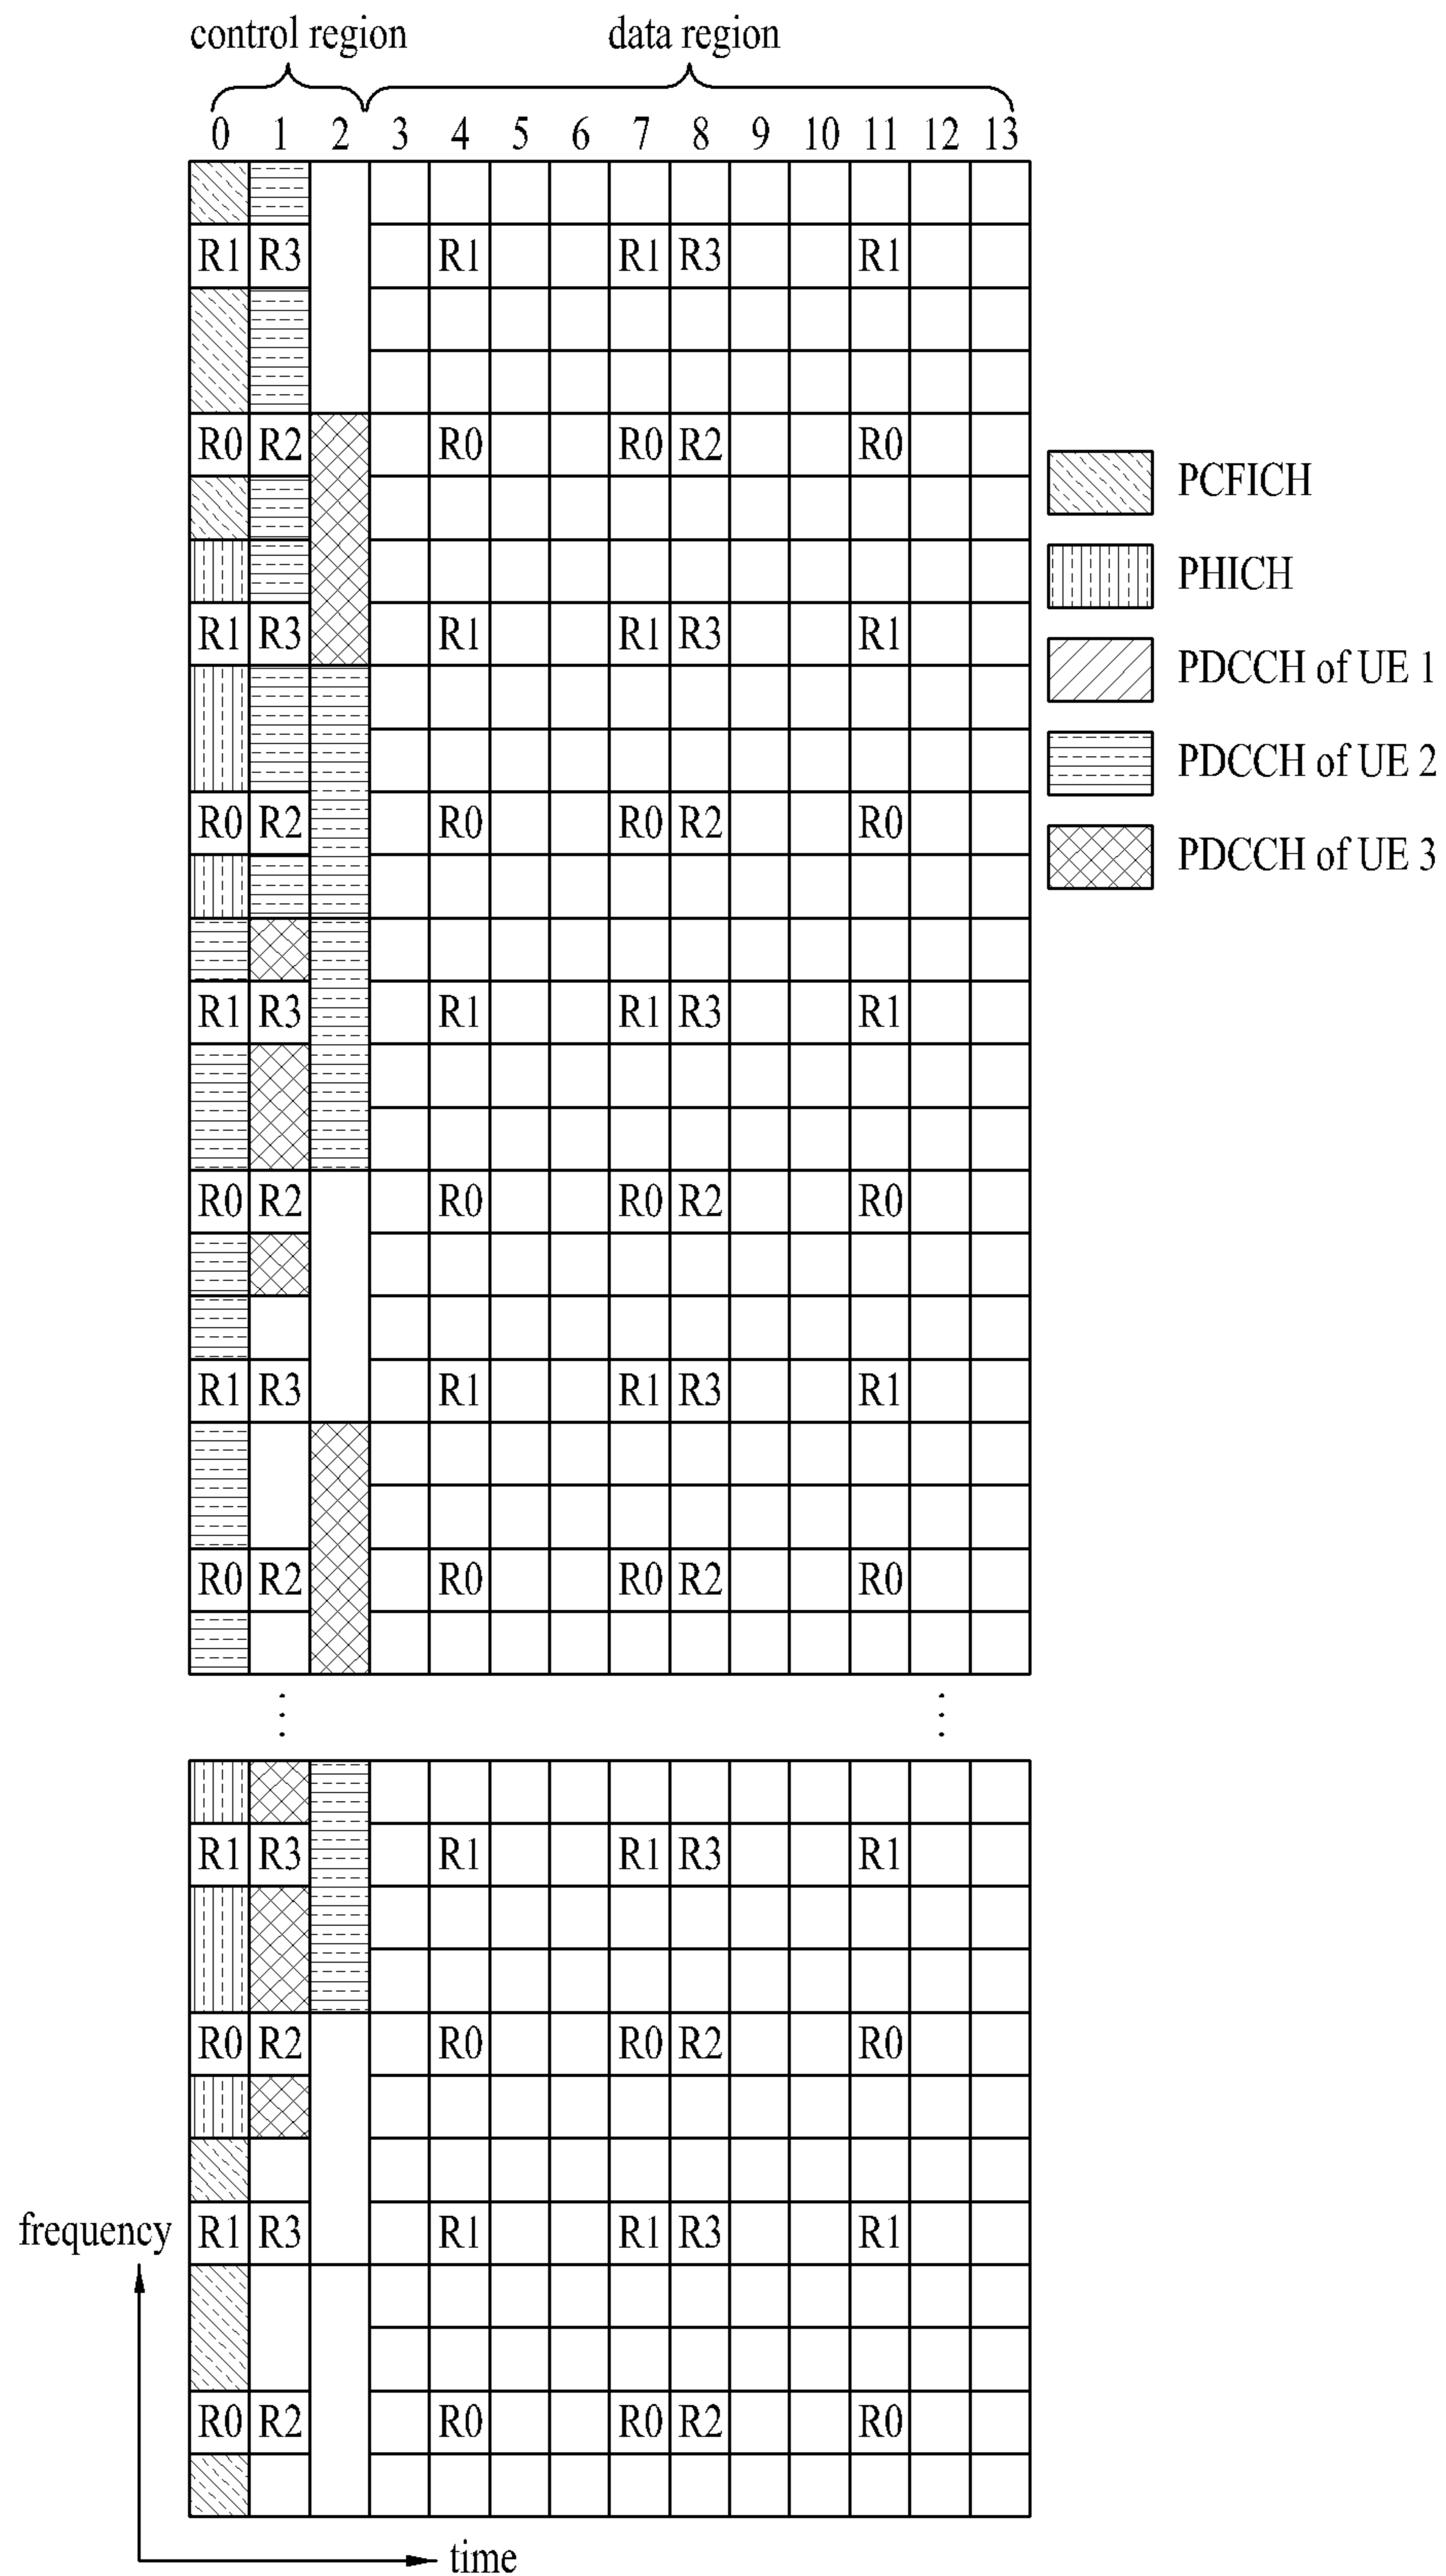 control region data region
0 1 2 3 4 5 6 7 8 9 10 11 12 13
R1 R3 R1 R1 R3 R1
R0 R2 R0 R0 R2 R0
PCFICH
PHICH
R1 R3 R1 R1 R3 R1
PDCCH of UE 1
PDCCH of UE 2
R0 R2 R0 R0 R2 R0
PDCCH of UE 3
R1 R3 R1 R1 R3 R1
R0 R2 R0 R0 R2 R0
R1 R3 R1 R1 R3 R1
R0 R2 R0 R0 R2 R0
R1 R3 R1 R1 R3 R1
R0 R2 R0 R0 R2 R0
frequency R1 R3 R1 R1 R3 R1
R0 R2 R0 R0 R2 R0
time